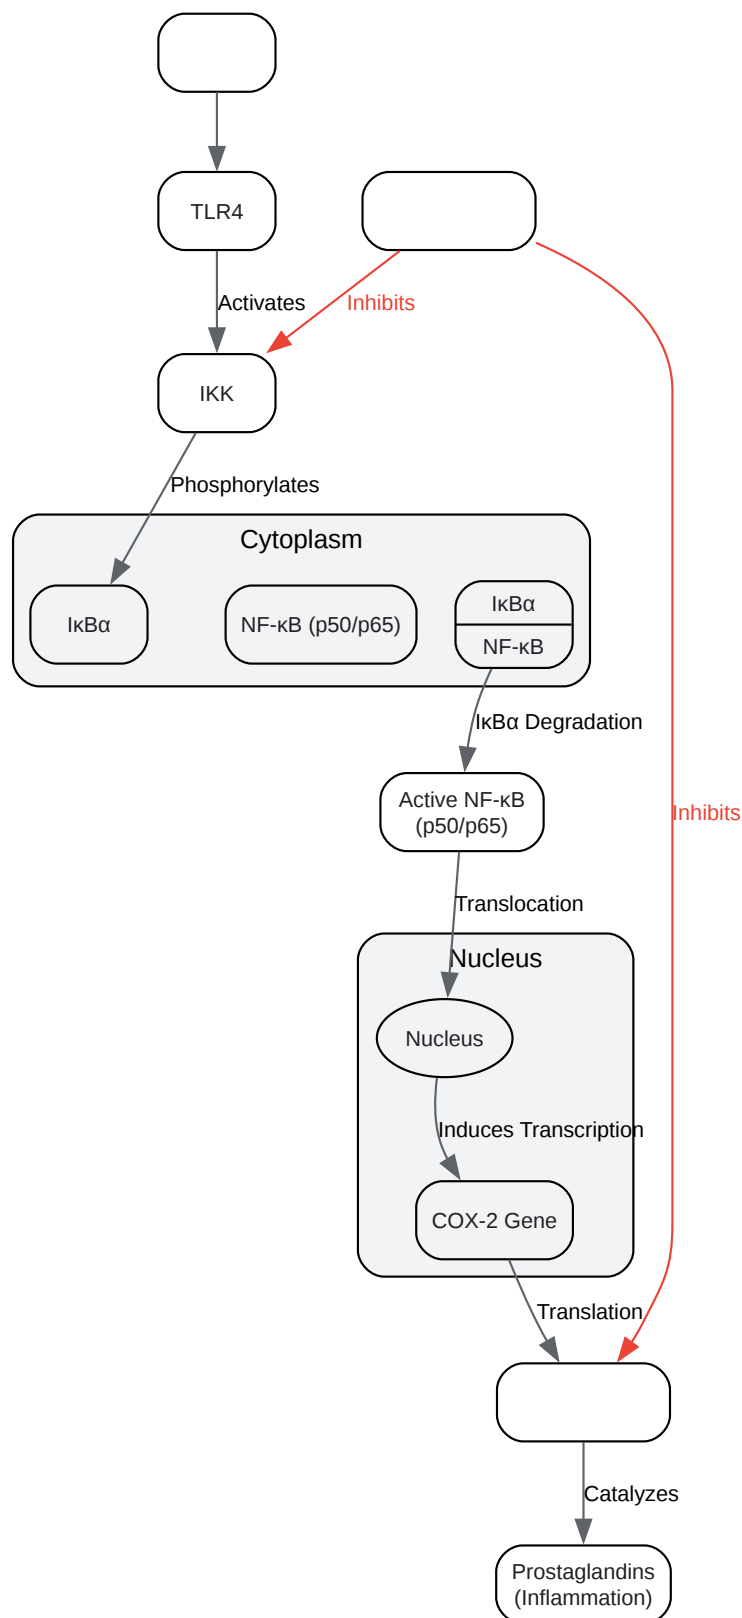 TLR4
Activates
Inhibits
IKK
Phosphorylates
Cytoplasm
IκBα
NF-κB (p50/p65)
IκBα
NF-κB
IκBα Degradation
Active NF-κB
(p50/p65)
Inhibits
Translocation
Nucleus
Nucleus
Induces Transcription
COX-2 Gene
Translation
Catalyzes
Prostaglandins
(Inflammation)